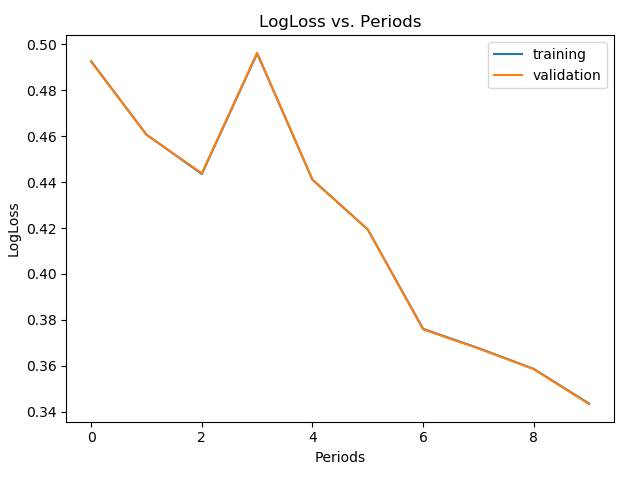 LogLoss vs. Periods
training
validation
0.50
0.48
0.46
0.44
0.42
0.40
0.38
0.36
0.34
LogLoss
0 2 4 6 8
Periods